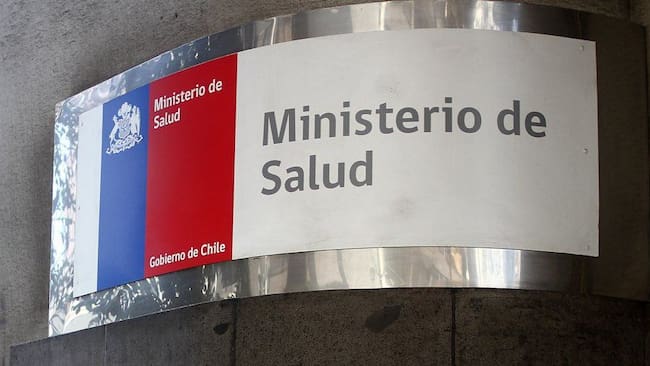 Ministerio de
Salud
Gobierno de Chile
Ministerio de
Salud